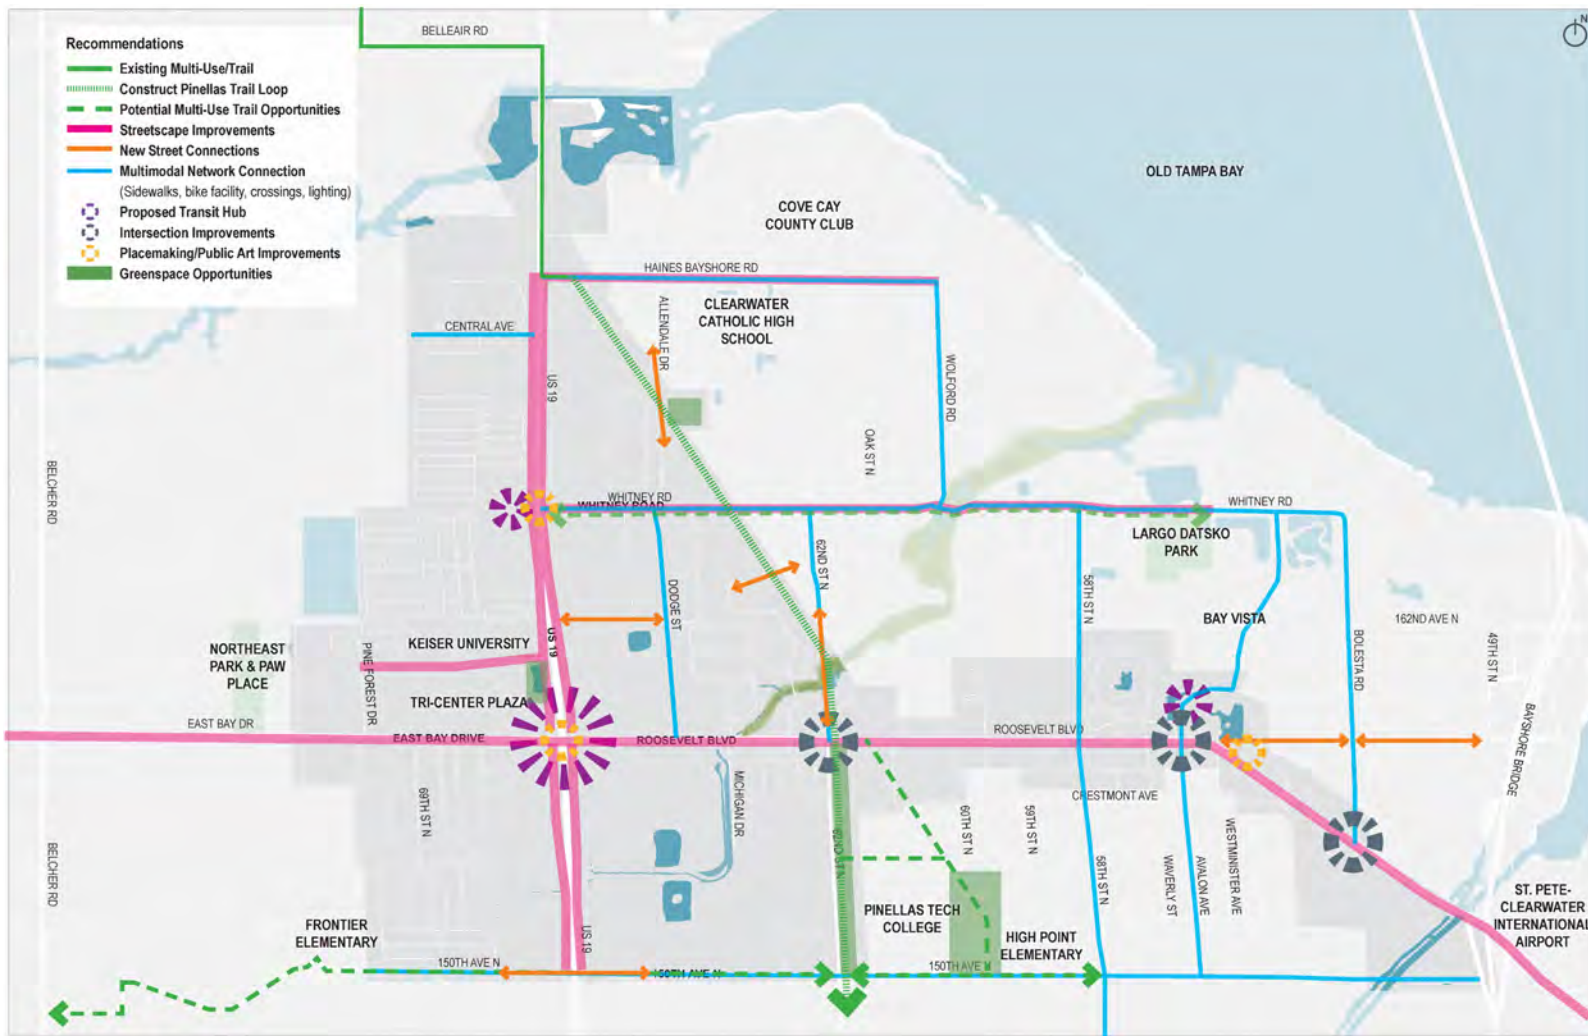 N
BELLEAIR RD
Recommendations
Existing Multi-Use/Trail
Construct Pinellas Trail Loop
Potential Multi-Use Trail Opportunities
Streetscape Improvements
New Street Connections
Multimodal Network Connection
(Sidewalks, bike facility, crossings, lighting)
Proposed Transit Hub
Intersection Improvements
Placemaking/Public Art Improvements
Greenspace Opportunities
OLD TAMPA BAY
COVE CAY
COUNTY CLUB
HAINES BAYSHORE RD
ALLENDALE DR
CLEARWATER
CATHOLIC HIGH
SCHOOL
CENTRAL AVE
US 19
WOLFORD RD
OAK ST N
BELCHER RD
WHITNEY RD
WHITNEY ROAD
WHITNEY RD
LARGO DATSKO
PARK
62ND ST N
58TH ST N
DODGE ST
BAY VISTA
162ND AVE N
KEISER UNIVERSITY
US 19
NORTHEAST
PARK & PAW
PLACE
PINE FOREST DR
BOLESTA RD
49TH ST N
TRI-CENTER PLAZA
BAYSHORE BRIDGE
EAST BAY DR
EAST BAY DRIVE
ROOSEVELT BLVD
ROOSEVELT BLVD
69TH ST N
MICHIGAN DR
CRESTMONT AVE
62ND ST N
60TH ST N
59TH ST N
BELCHER RD
58TH ST N
WAVERLY ST
AVALON AVE
WESTMINISTER AVE
PINELLAS TECH
COLLEGE
ST. PETE-
CLEARWATER
INTERNATIONAL
AIRPORT
FRONTIER
ELEMENTARY
US 19
HIGH POINT
ELEMENTARY
150TH AVE N
150TH AVE N
150TH AVE N